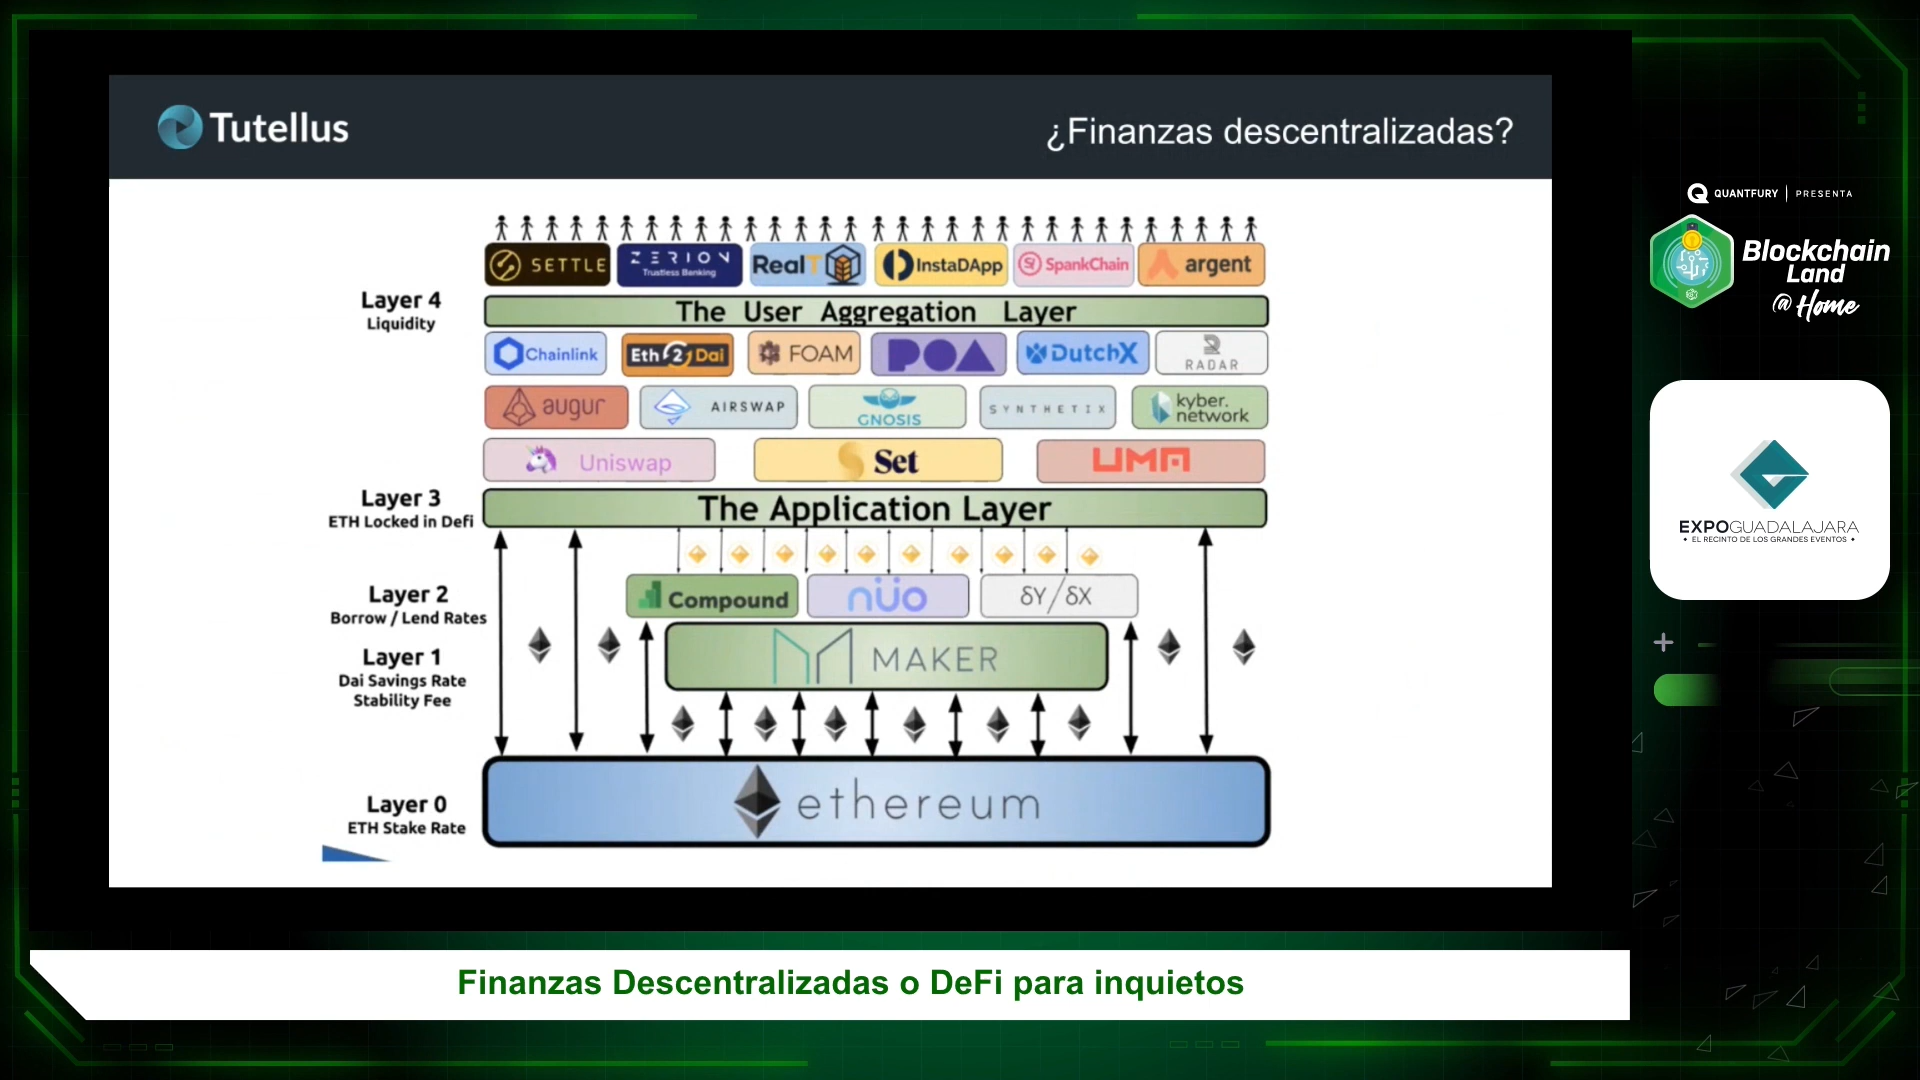 Tutellus
¿Finanzas descentralizadas?
QUANTFURY | PRESENTA
Blockchain
Land
@ Home
EXPOGUADALAJARA
• EL RECINTO DE LOS GRANDES EVENTOS •
SETTLE
ZERION
Trustless Banking
RealT
InstaDApp
SpankChain
argent
Layer 4
Liquidity
The User Aggregation Layer
Chainlink
Eth2Dai
FOAM
POA
DutchX
RADAR
augur
AIRSWAP
GNOSIS
SYNTHETIX
kyber.
network
Uniswap
Set
UMA
Layer 3
ETH Locked in Defi
The Application Layer
Layer 2
Borrow / Lend Rates
Compound
nüo
δY/δX
Layer 1
Dai Savings Rate
Stability Fee
MAKER
Layer 0
ETH Stake Rate
ethereum
Finanzas Descentralizadas o DeFi para inquietos